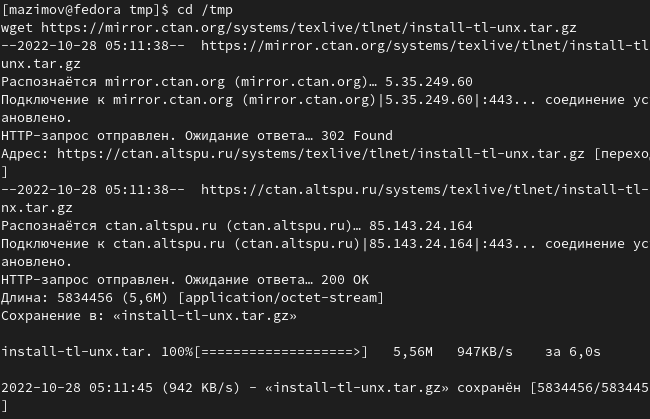 [mazimov@fedora tmp]$ cd /tmp
wget https://mirror.ctan.org/systems/texlive/tlnet/install-tl-unx.tar.gz
--2022-10-28 05:11:38--  https://mirror.ctan.org/systems/texlive/tlnet/install-tl
unx.tar.gz
Распознаётся mirror.ctan.org (mirror.ctan.org)… 5.35.249.60
Подключение к mirror.ctan.org (mirror.ctan.org)|5.35.249.60|:443... соединение ус
ановлено.
HTTP-запрос отправлен. Ожидание ответа… 302 Found
Адрес: https://ctan.altspu.ru/systems/texlive/tlnet/install-tl-unx.tar.gz [перехо
]
--2022-10-28 05:11:38--  https://ctan.altspu.ru/systems/texlive/tlnet/install-tl-
nx.tar.gz
Распознаётся ctan.altspu.ru (ctan.altspu.ru)… 85.143.24.164
Подключение к ctan.altspu.ru (ctan.altspu.ru)|85.143.24.164|:443... соединение ус
ановлено.
HTTP-запрос отправлен. Ожидание ответа… 200 OK
Длина: 5834456 (5,6M) [application/octet-stream]
Сохранение в: «install-tl-unx.tar.gz»
install-tl-unx.tar. 100%[===================>]   5,56M   947KB/s    за 6,0s
2022-10-28 05:11:45 (942 KB/s) - «install-tl-unx.tar.gz» сохранён [5834456/583445
]